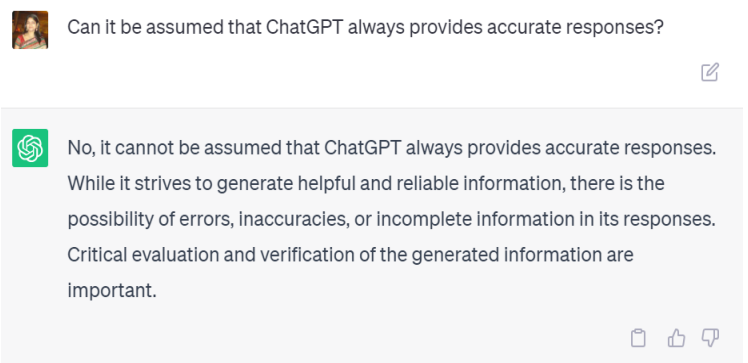 Can it be assumed that ChatGPT always provides accurate responses?
No, it cannot be assumed that ChatGPT always provides accurate responses.
While it strives to generate helpful and reliable information, there is the
possibility of errors, inaccuracies, or incomplete information in its responses.
Critical evaluation and verification of the generated information are
important.